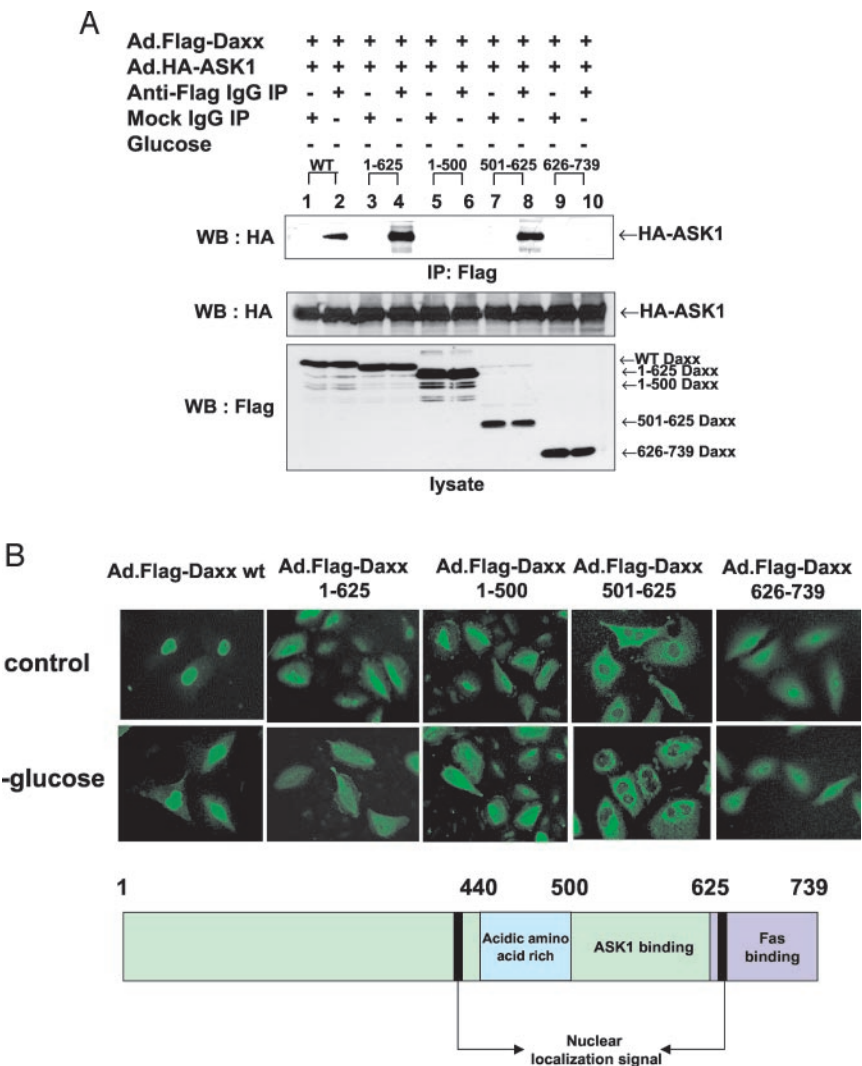 A
Ad.Flag-Daxx + + + + + + + + + +
Ad.HA-ASK1 + + + + + + + + + +
Anti-Flag IgG IP - + - + - + - + - +
Mock IgG IP + - + - + - + - + -
Glucose - - - - - - - - - -
WT 1-625 1-500 501-625 626-739
1 2 3 4 5 6 7 8 9 10
WB : HA ←HA-ASK1
IP: Flag
WB : HA ←HA-ASK1
WB : Flag
←WT Daxx
←1-625 Daxx
←1-500 Daxx
←501-625 Daxx
←626-739 Daxx
lysate
B
Ad.Flag-Daxx wt
Ad.Flag-Daxx
1-625
Ad.Flag-Daxx
1-500
Ad.Flag-Daxx
501-625
Ad.Flag-Daxx
626-739
control
-glucose
1 440 500 625 739
Acidic amino
acid rich
ASK1 binding
Fas
binding
Nuclear
localization signal